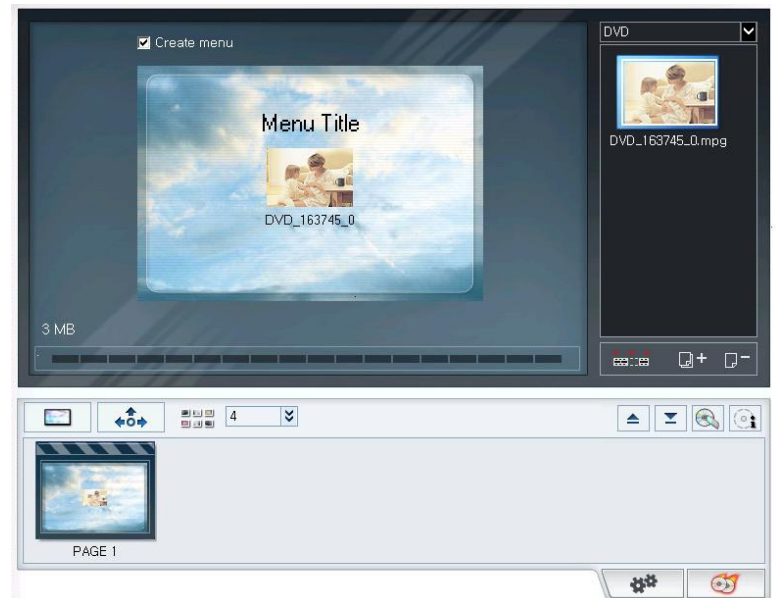 Create menu
Menu Title
DVD_163745_0
3 MB
DVD
DVD_163745_0.mpg
4
PAGE 1